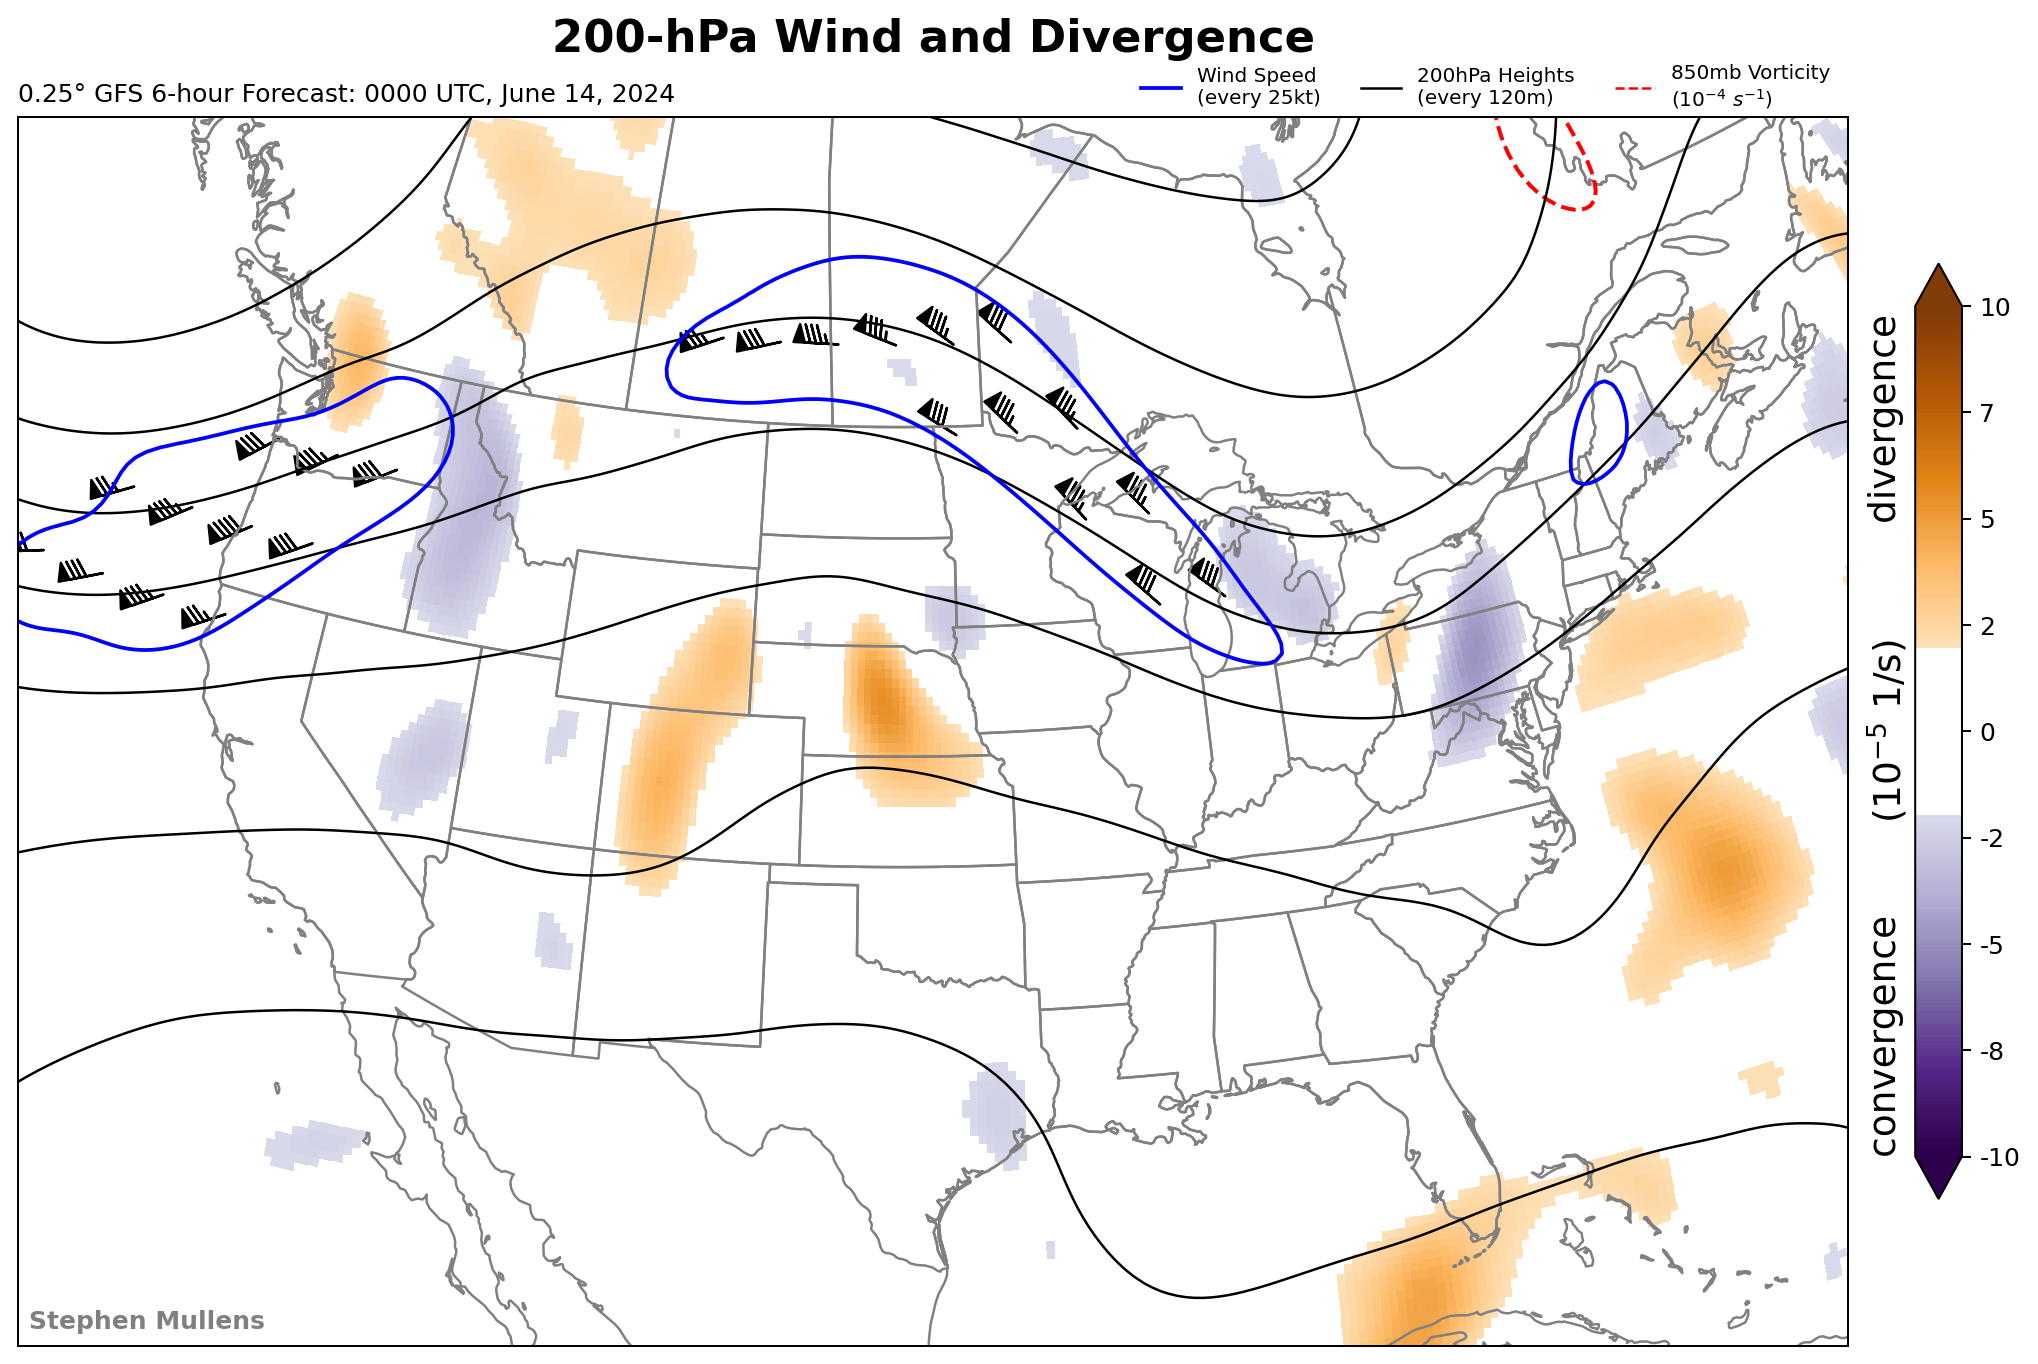 200-hPa Wind and Divergence
0.25° GFS 6-hour Forecast: 0000 UTC, June 14, 2024
Wind Speed
(every 25kt)
200hPa Heights
(every 120m)
850mb Vorticity
(10⁻⁴ s⁻¹)
10
7
5
2
0
-2
-5
-8
-10
convergence (10⁻⁵ 1/s) divergence
Stephen Mullens